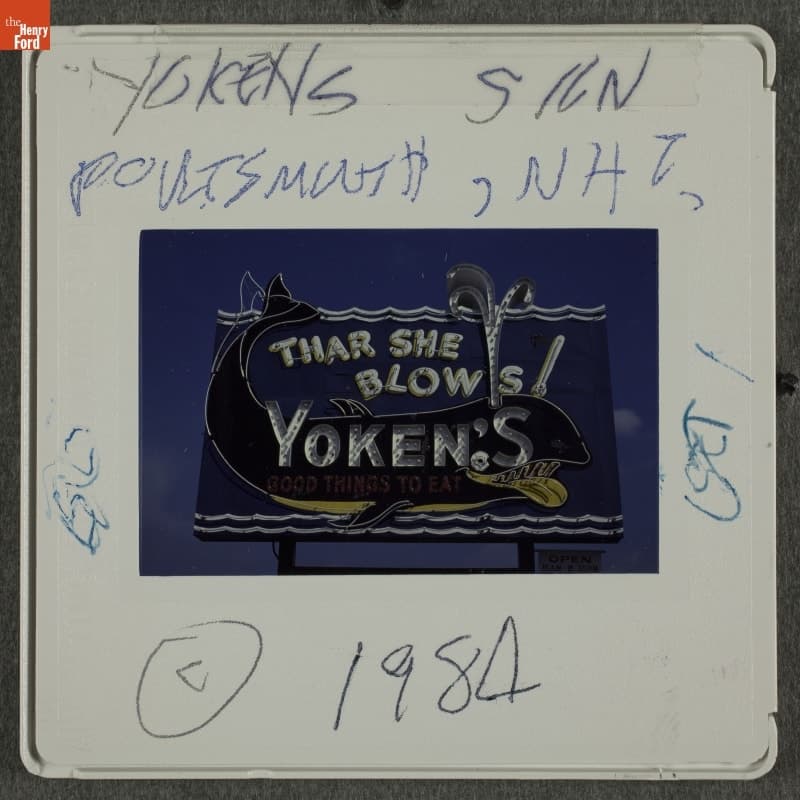 the
Henry
Ford
YOKENS SIGN
PORTSMOUTH, NH I,
THAR SHE
BLOWS!
YOKEN'S
GOOD THINGS TO EAT
OPEN
© 1984